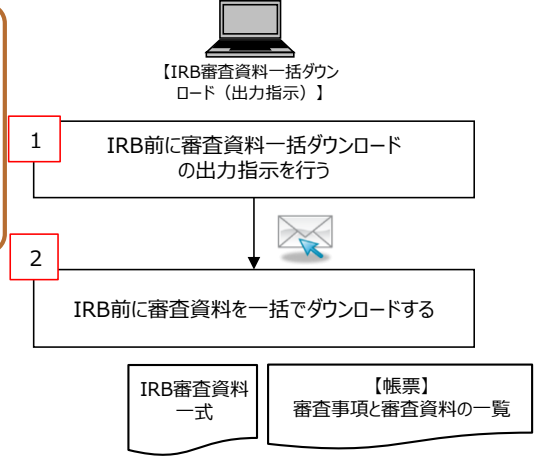 【IRB審査資料一括ダウン
ロード（出力指示）】
1
IRB前に審査資料一括ダウンロード
の出力指示を行う
2
IRB前に審査資料を一括でダウンロードする
IRB審査資料
一式
【帳票】
審査事項と審査資料の一覧